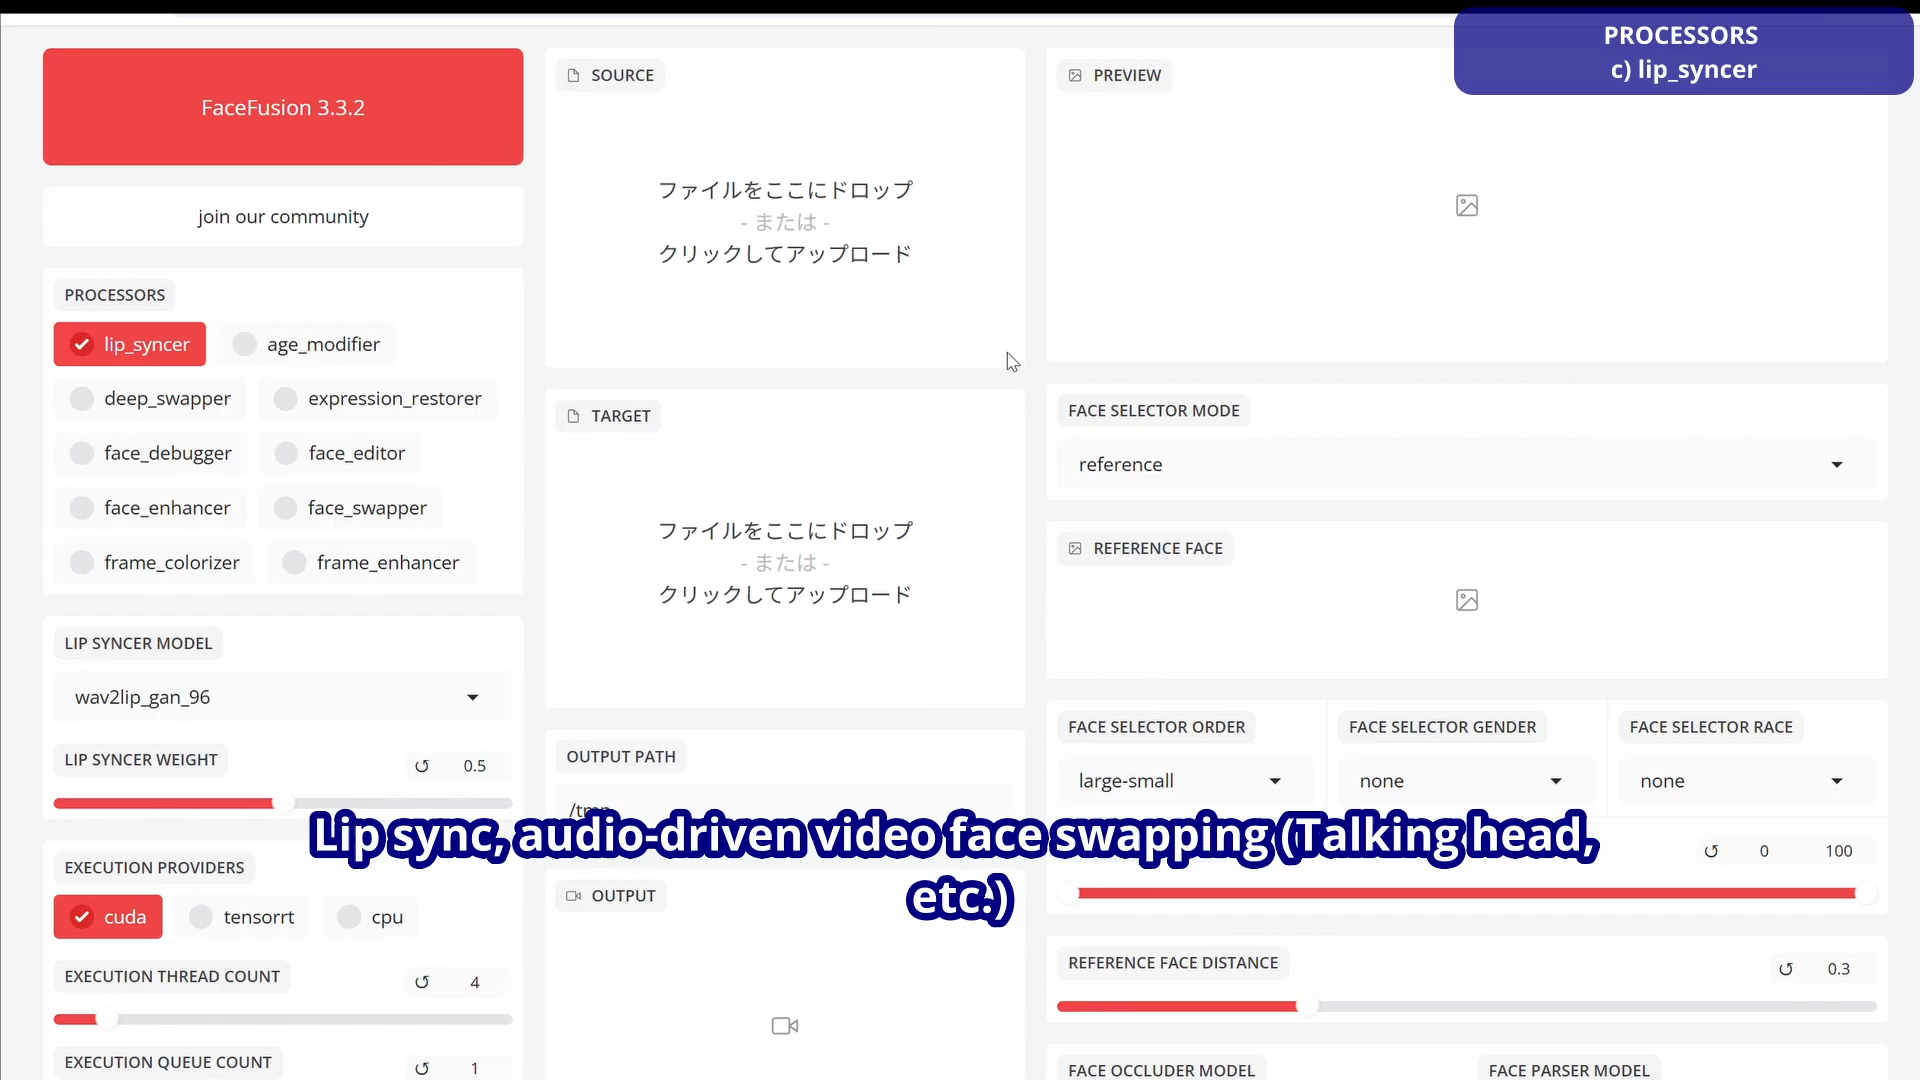 PROCESSORS
c) lip_syncer
FaceFusion 3.3.2
join our community
PROCESSORS
lip_syncer
age_modifier
deep_swapper
expression_restorer
face_debugger
face_editor
face_enhancer
face_swapper
frame_colorizer
frame_enhancer
LIP SYNCER MODEL
wav2lip_gan_96
LIP SYNCER WEIGHT
↺ 0.5
EXECUTION PROVIDERS
cuda
tensorrt
cpu
EXECUTION THREAD COUNT
↺ 4
EXECUTION QUEUE COUNT
↺ 1
SOURCE
ファイルをここにドロップ
- または -
クリックしてアップロード
TARGET
ファイルをここにドロップ
- または -
クリックしてアップロード
OUTPUT PATH
/tmp
OUTPUT
PREVIEW
FACE SELECTOR MODE
reference
REFERENCE FACE
FACE SELECTOR ORDER
large-small
FACE SELECTOR GENDER
none
FACE SELECTOR RACE
none
↺ 0 100
REFERENCE FACE DISTANCE
↺ 0.3
FACE OCCLUDER MODEL
FACE PARSER MODEL
Lip sync, audio-driven video face swapping (Talking head,
etc.)